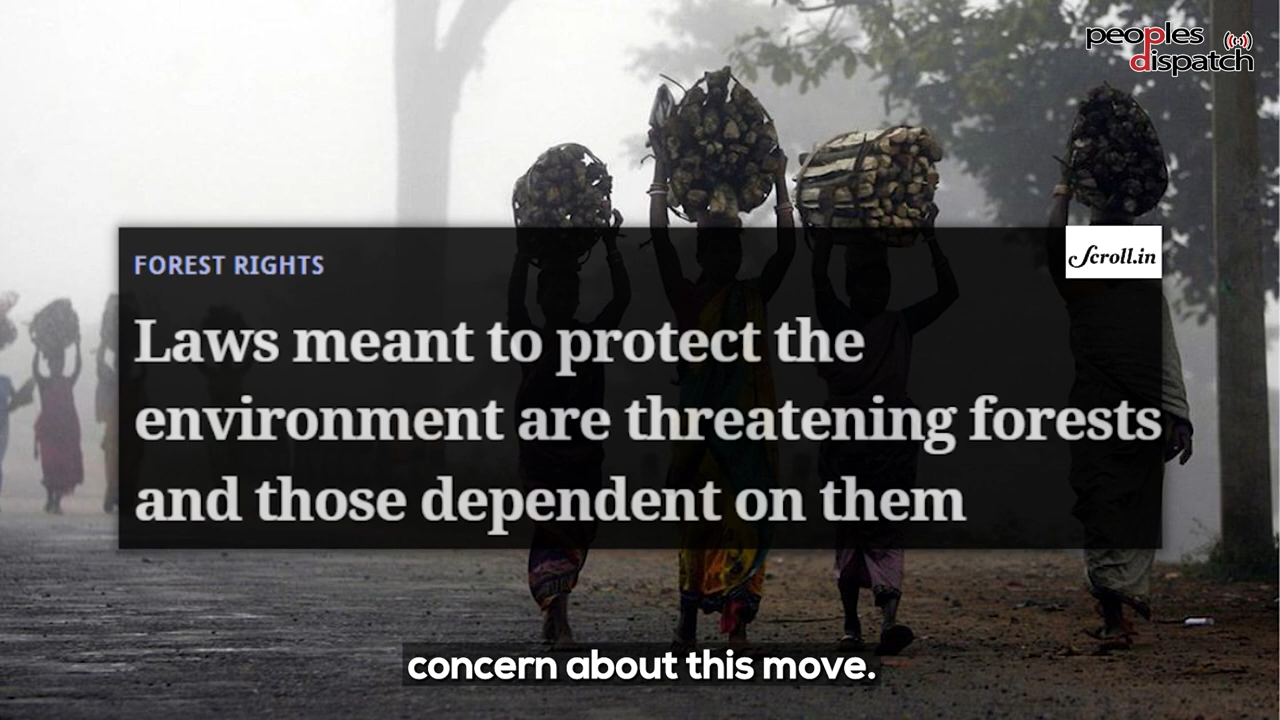 peoples
dispatch
Scroll.in
FOREST RIGHTS
Laws meant to protect the
environment are threatening forests
and those dependent on them
concern about this move.